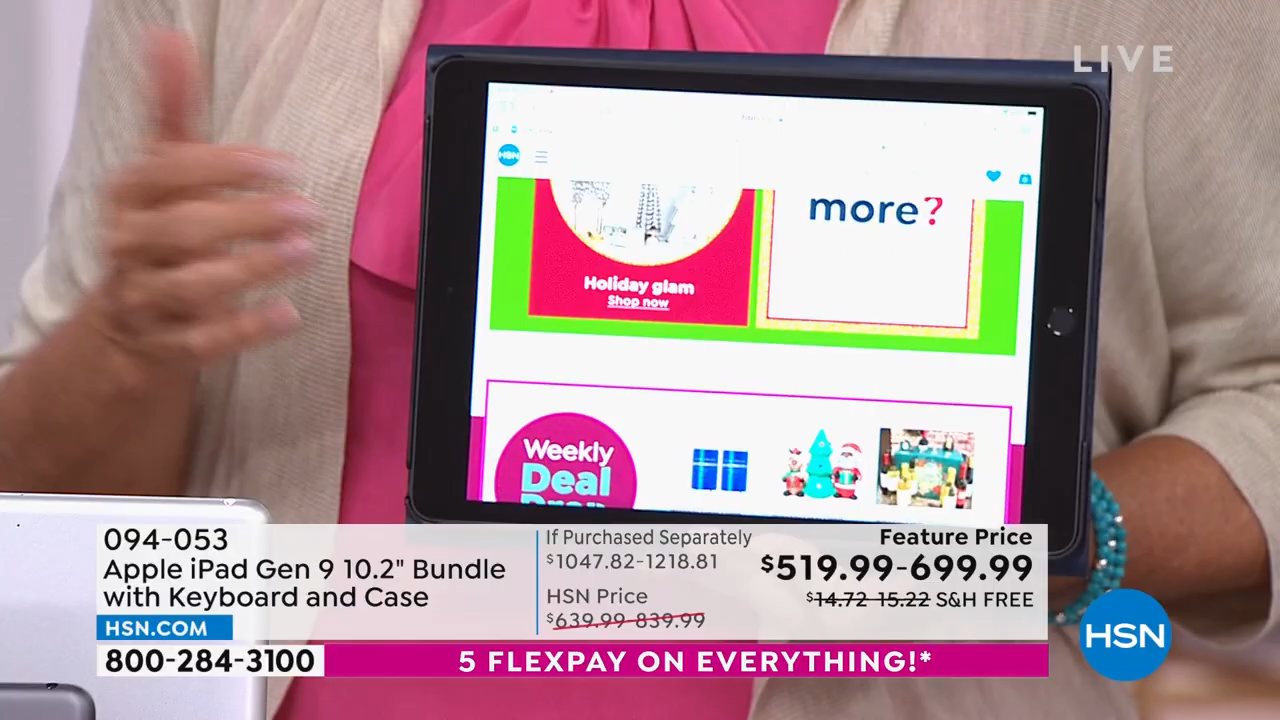 LIVE
HSN
more?
Holiday glam
Shop now
Weekly
Deal
Drop
094-053
Apple iPad Gen 9 10.2" Bundle
with Keyboard and Case
HSN.COM
800-284-3100
If Purchased Separately
$1047.82-1218.81
HSN Price
$639.99-839.99
Feature Price
$519.99-699.99
$14.72-15.22 S&H FREE
5 FLEXPAY ON EVERYTHING!*
HSN